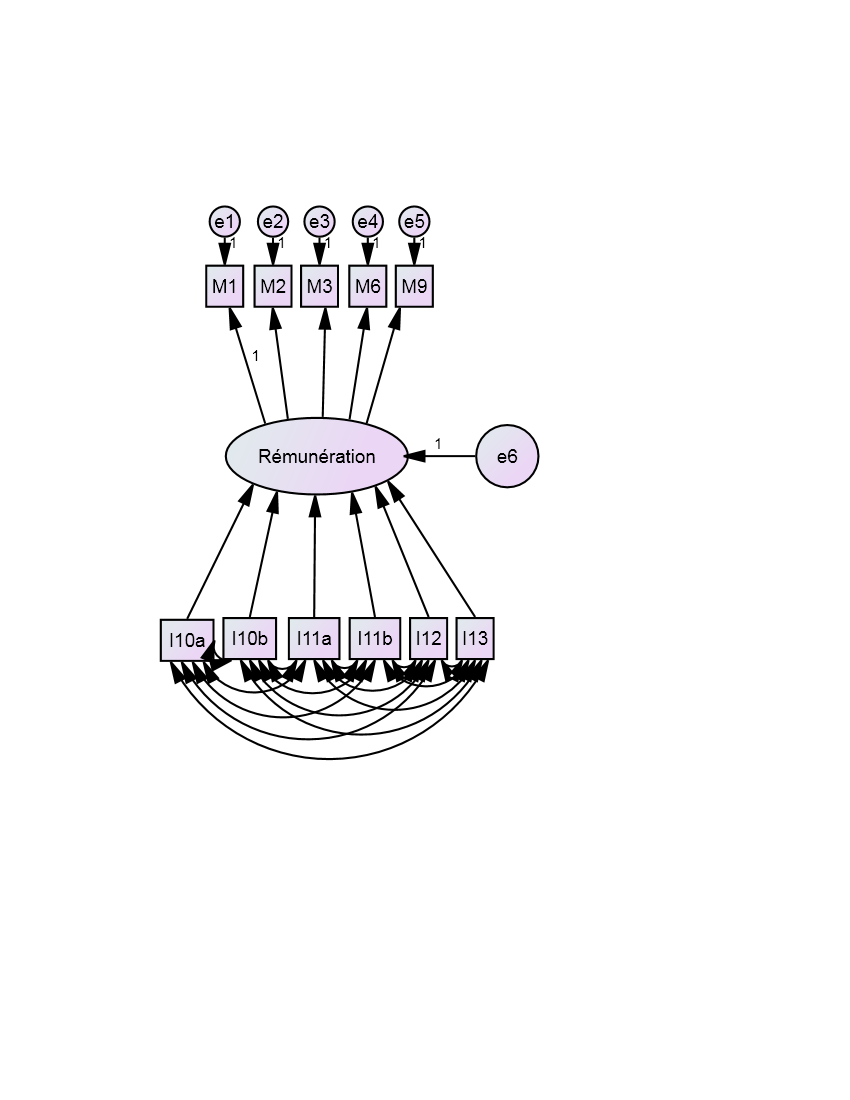 e1 e2 e3 e4 e5
1 1 1 1 1
M1 M2 M3 M6 M9
1
1
Rémunération e6
I10a I10b I11a I11b I12 I13